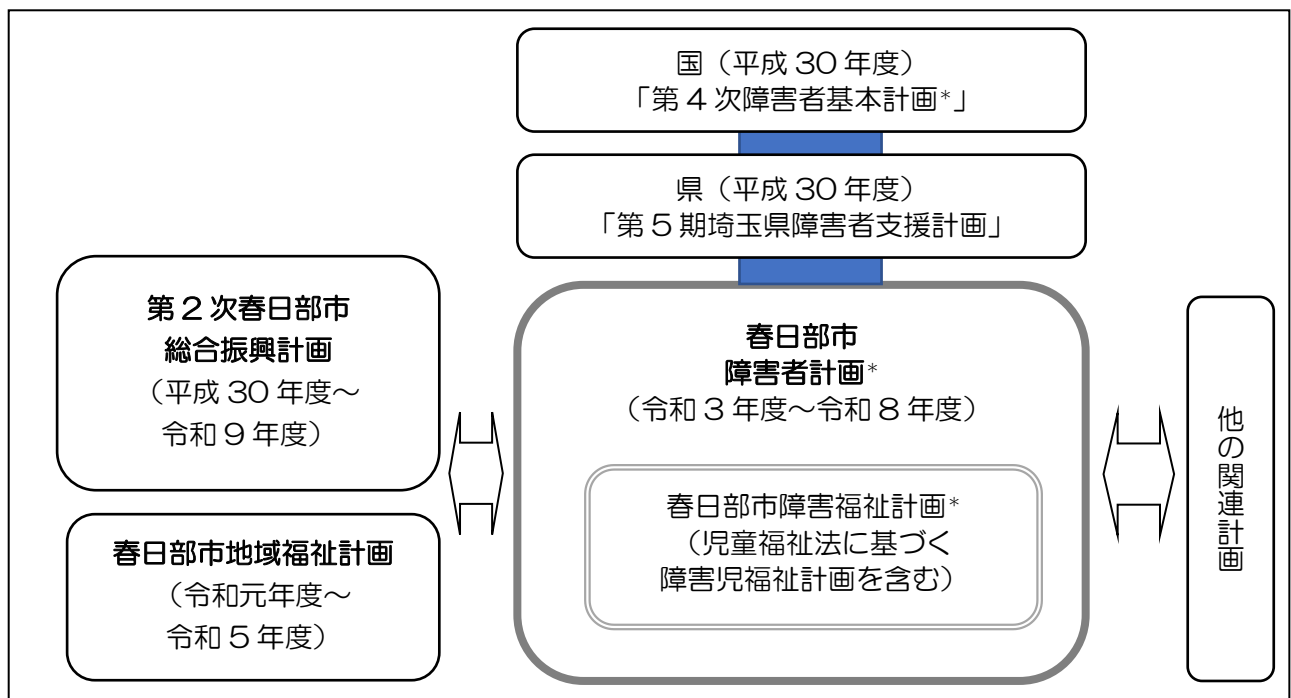 国（平成 30 年度）
「第 4 次障害者基本計画*」
県（平成 30 年度）
「第 5 期埼玉県障害者支援計画」
第 2 次春日部市
総合振興計画
（平成 30 年度～
令和 9 年度）
春日部市地域福祉計画
（令和元年度～
令和 5 年度）
春日部市
障害者計画*
（令和 3 年度～令和 8 年度）
春日部市障害福祉計画*
（児童福祉法に基づく
障害児福祉計画を含む）
他の関連計画